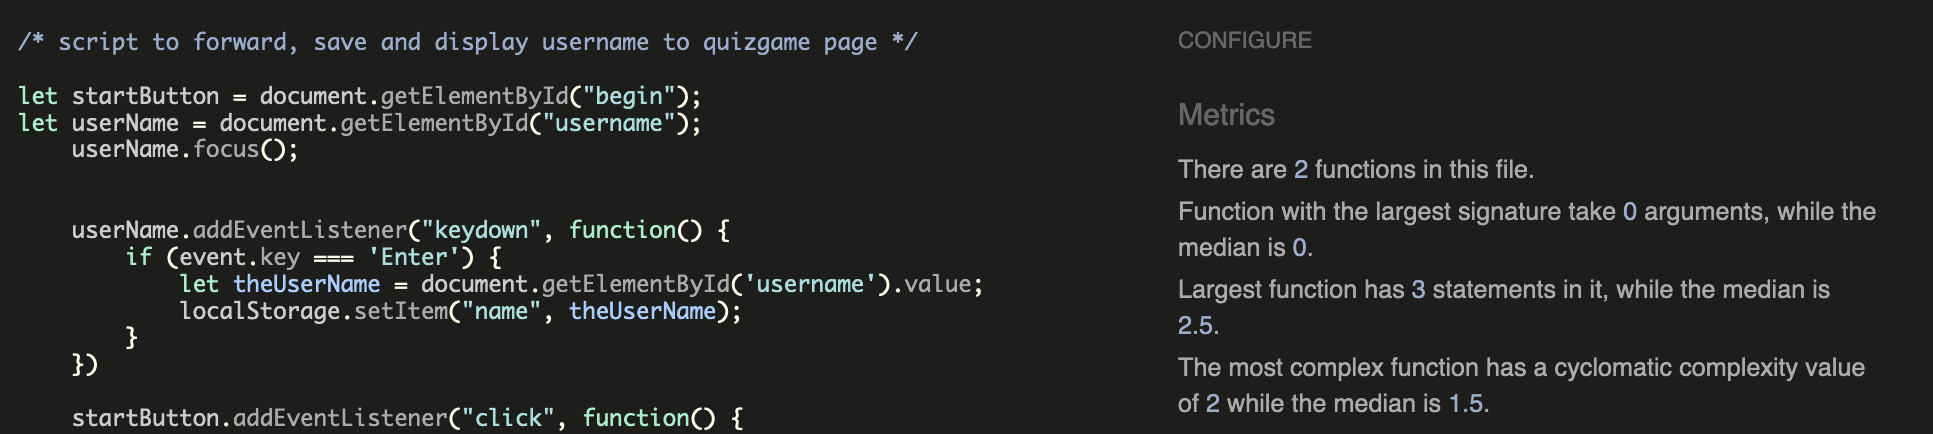 /* script to forward, save and display username to quizgame page */
let startButton = document.getElementById("begin");
let userName = document.getElementById("username");
    userName.focus();
    userName.addEventListener("keydown", function() {
        if (event.key === 'Enter') {
            let theUserName = document.getElementById('username').value;
            localStorage.setItem("name", theUserName);
        }
    })
    startButton.addEventListener("click", function() {
CONFIGURE
Metrics
There are 2 functions in this file.
Function with the largest signature take 0 arguments, while the
median is 0.
Largest function has 3 statements in it, while the median is
2.5.
The most complex function has a cyclomatic complexity value
of 2 while the median is 1.5.